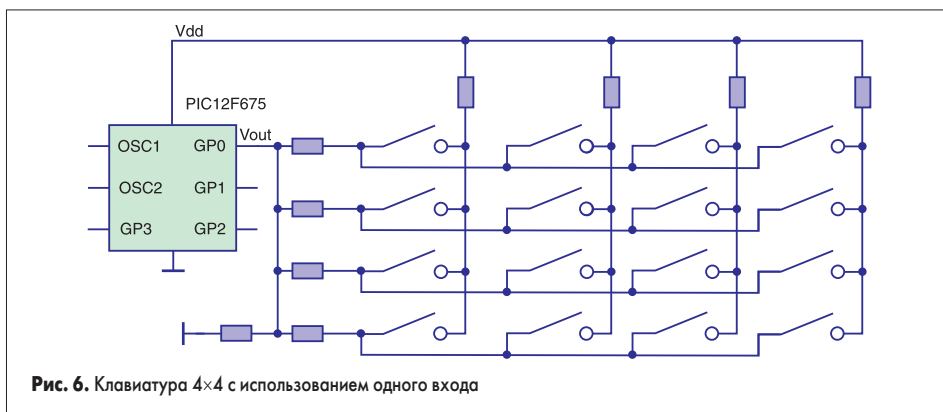 Vdd
PIC12F675
Vout
OSC1 GP0
OSC2 GP1
GP3 GP2
Рис. 6. Клавиатура 4×4 с использованием одного входа